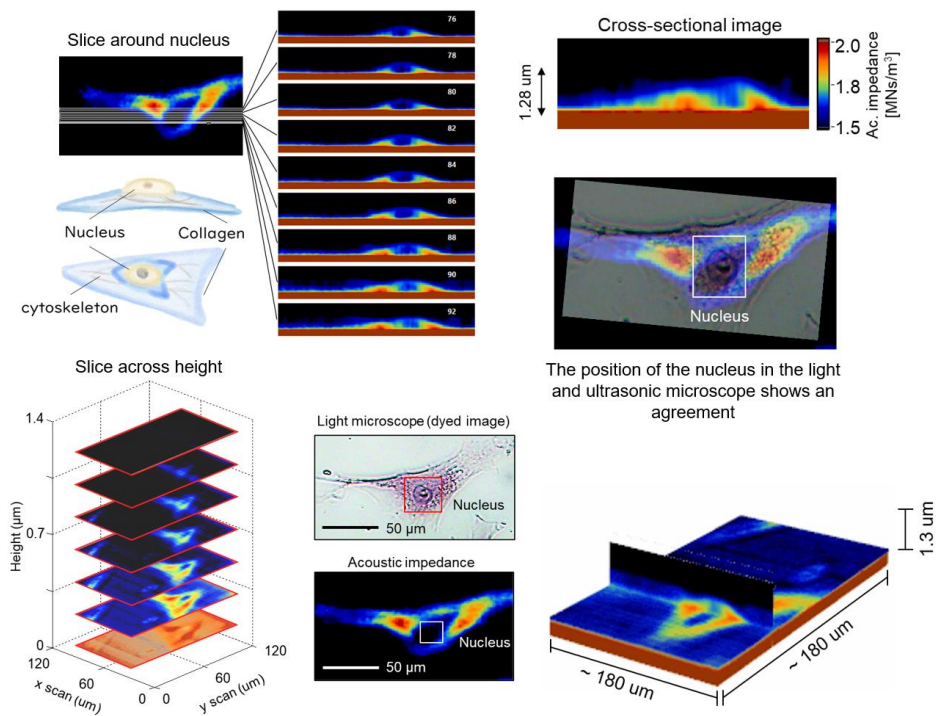 Slice around nucleus
76
78
80
82
84
86
88
90
92
Nucleus
Collagen
cytoskeleton
Cross-sectional image
1.28 um
2.0
1.8
1.5
Ac. impedance
[MNs/m³]
Nucleus
The position of the nucleus in the light
and ultrasonic microscope shows an
agreement
Slice across height
1.4
0.7
0
Height (μm)
120
60
0
x scan (um)
0
60
120
y scan (um)
Light microscope (dyed image)
Nucleus
50 μm
Acoustic impedance
Nucleus
50 μm
1.3 um
~ 180 um
~ 180 um